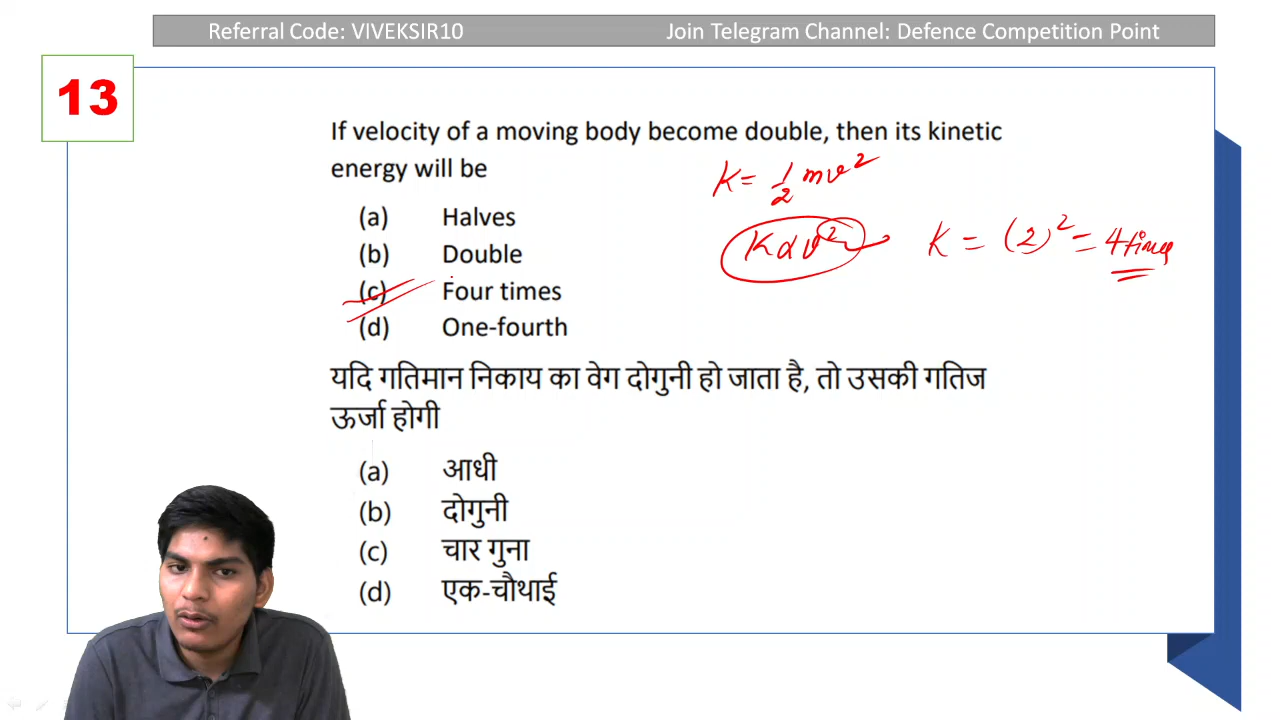 Referral Code: VIVEKSIR10 Join Telegram Channel: Defence Competition Point
13
If velocity of a moving body become double, then its kinetic
energy will be
K = 1/2 mv²
(a) Halves
(b) Double
(c) Four times
(d) One-fourth
K α v² K = (2)² = 4 times
यदि गतिमान निकाय का वेग दोगुनी हो जाता है, तो उसकी गतिज
ऊर्जा होगी
(a) आधी
(b) दोगुनी
(c) चार गुना
(d) एक-चौथाई